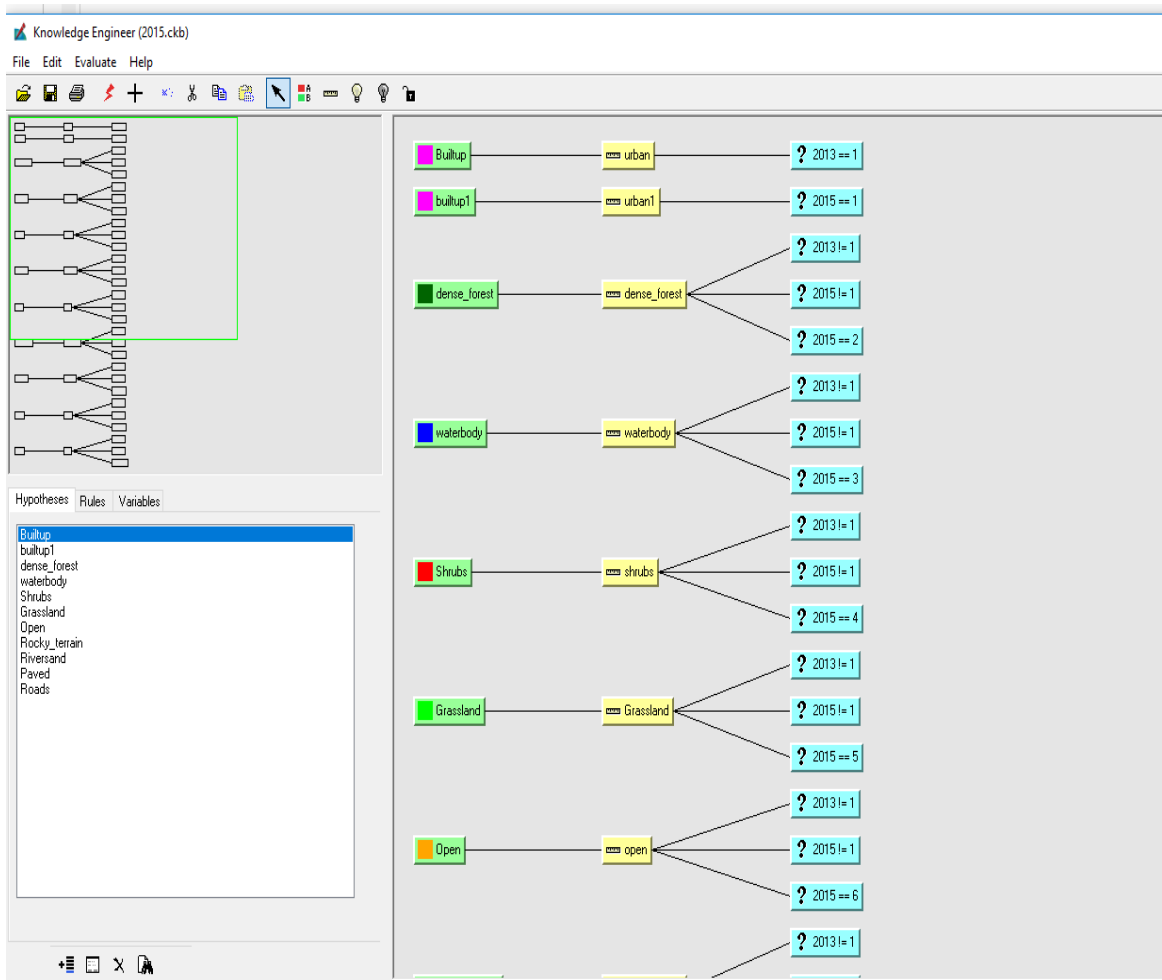 Knowledge Engineer (2015.ckb)
File Edit Evaluate Help
Builtup urban ? 2013 == 1
builtup1 urban1 ? 2015 == 1
? 2013 != 1
dense_forest dense_forest ? 2015 != 1
? 2015 == 2
? 2013 != 1
waterbody waterbody ? 2015 != 1
? 2015 == 3
? 2013 != 1
Shrubs shrubs ? 2015 != 1
? 2015 == 4
? 2013 != 1
Grassland Grassland ? 2015 != 1
? 2015 == 5
? 2013 != 1
Open open ? 2015 != 1
? 2015 == 6
? 2013 != 1
Hypotheses Rules Variables
Builtup
builtup1
dense_forest
waterbody
Shrubs
Grassland
Open
Rocky_terrain
Riversand
Paved
Roads